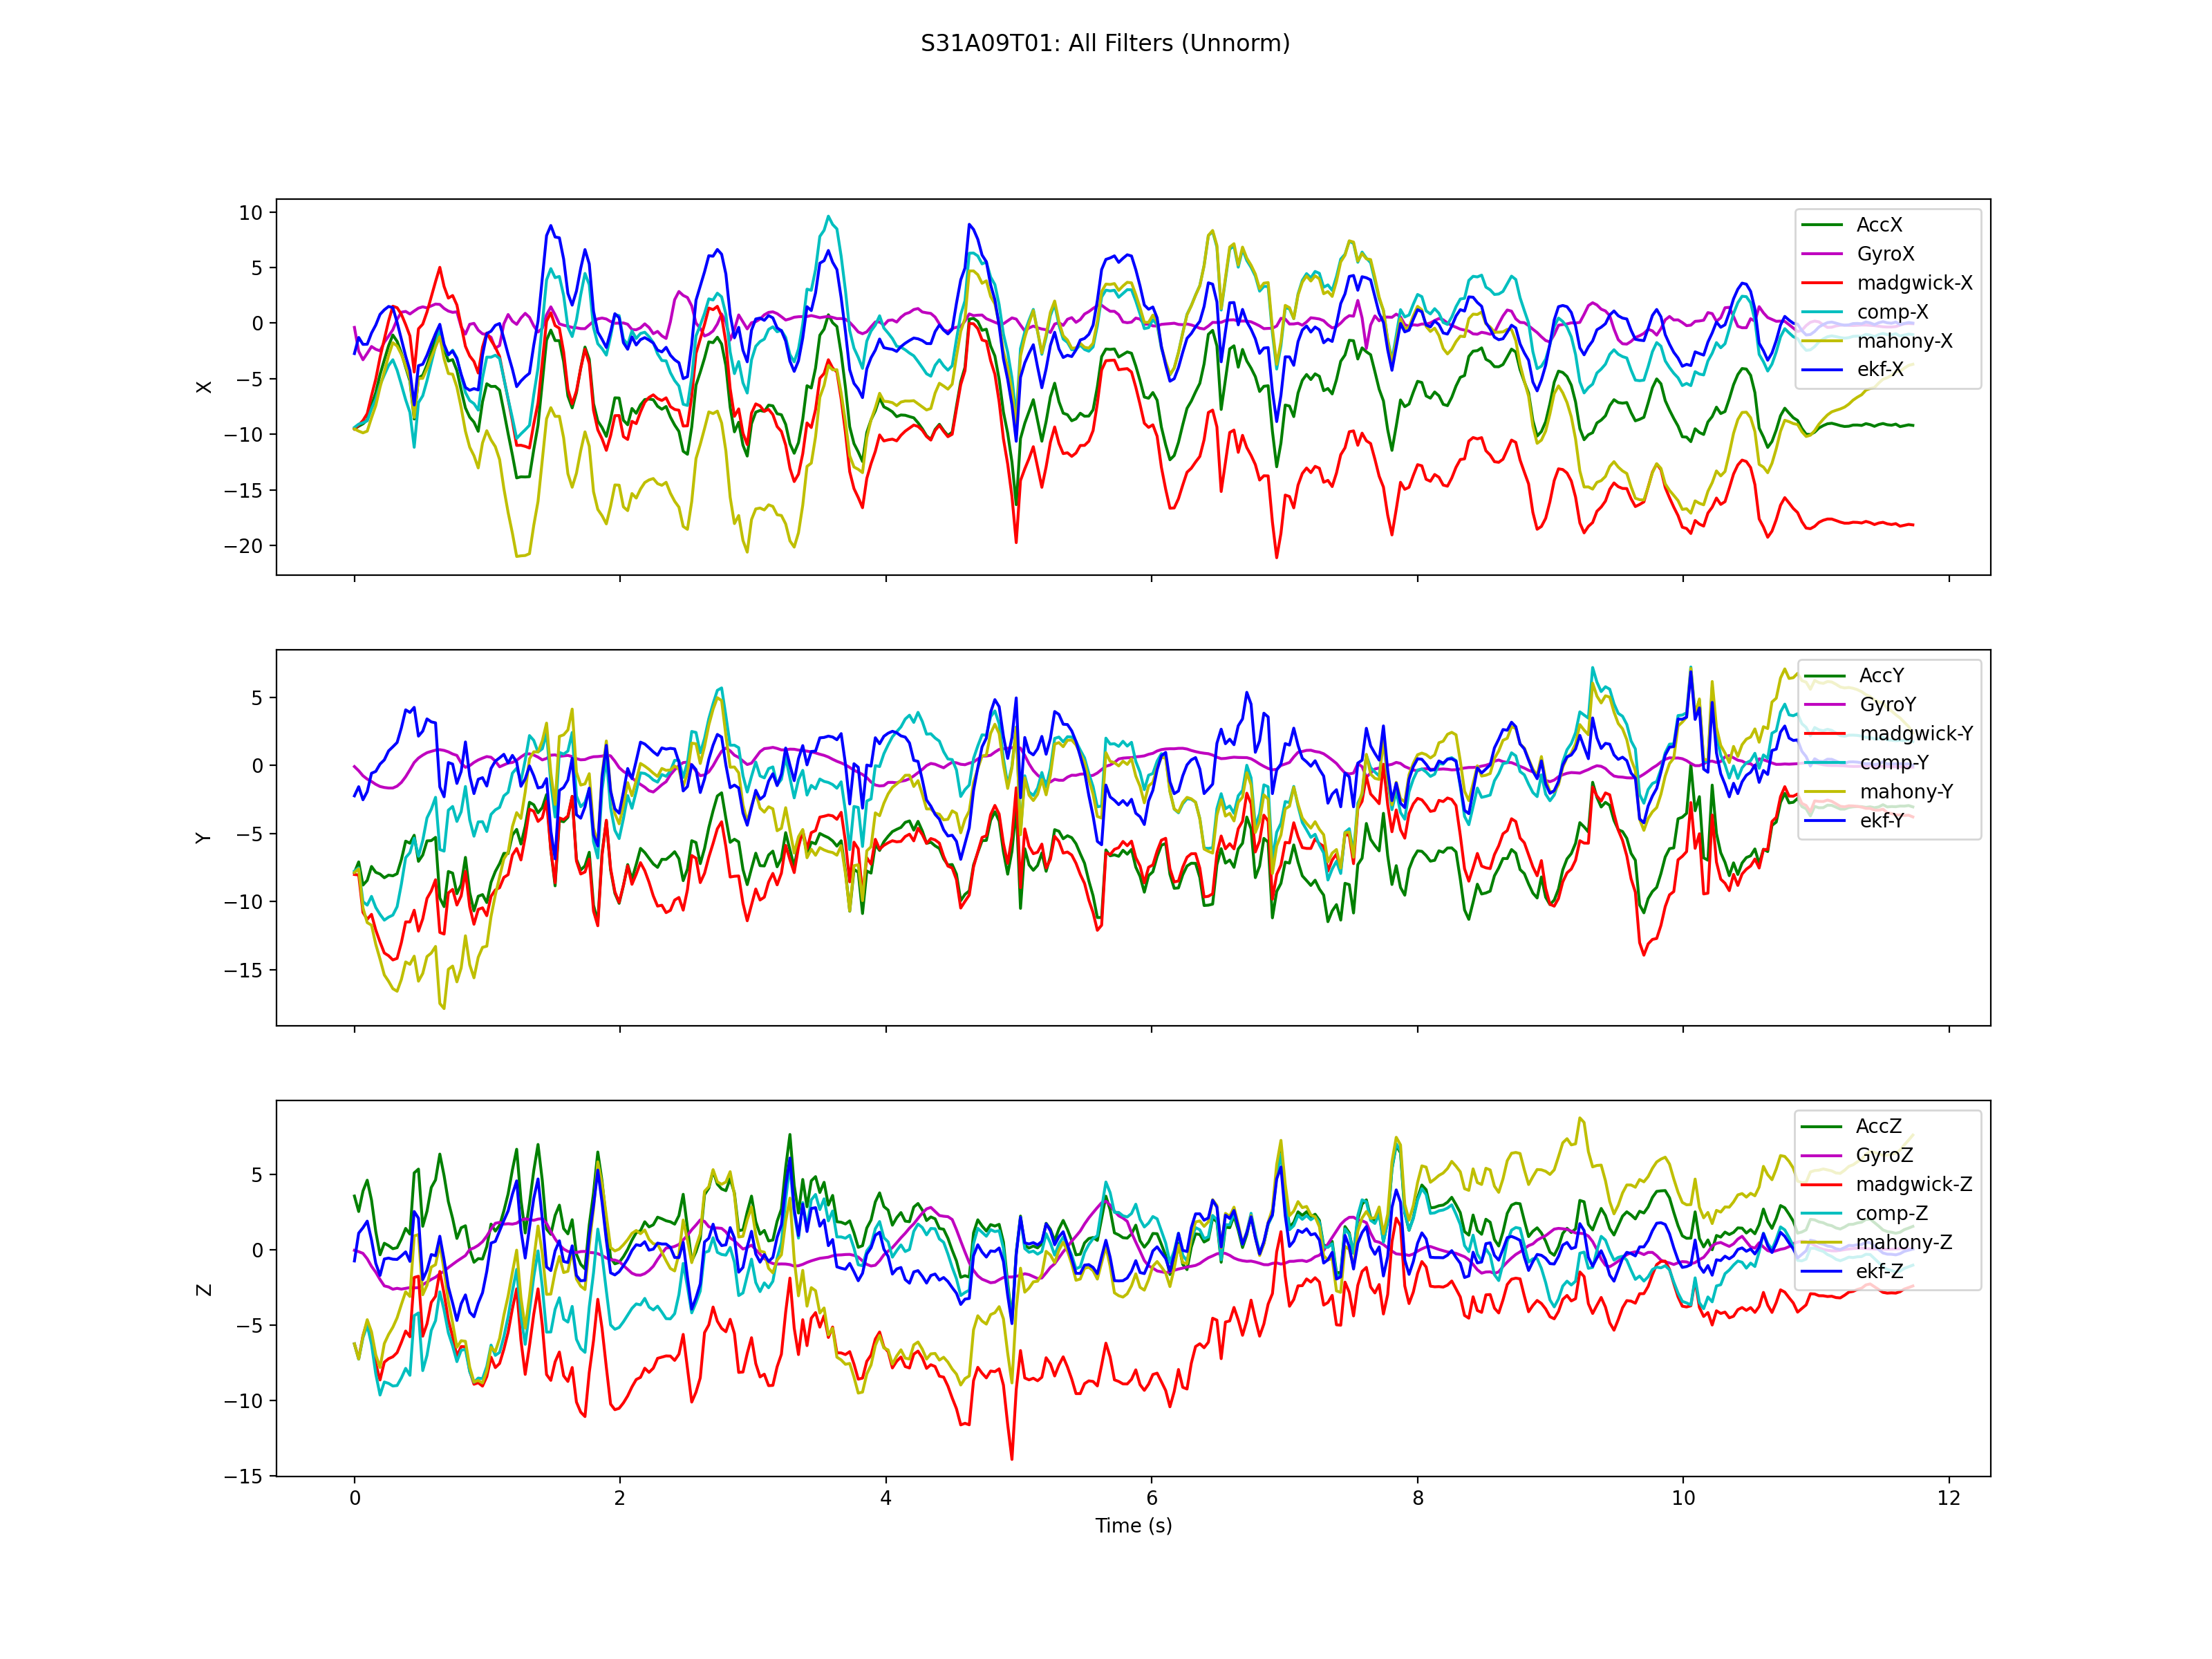 S31A09T01: All Filters (Unnorm)
10
5
0
−5
−10
−15
−20
X
AccX
GyroX
madgwick-X
comp-X
mahony-X
ekf-X
5
0
−5
−10
−15
Y
AccY
GyroY
madgwick-Y
comp-Y
mahony-Y
ekf-Y
5
0
−5
−10
−15
Z
AccZ
GyroZ
madgwick-Z
comp-Z
mahony-Z
ekf-Z
0 2 4 6 8 10 12
Time (s)